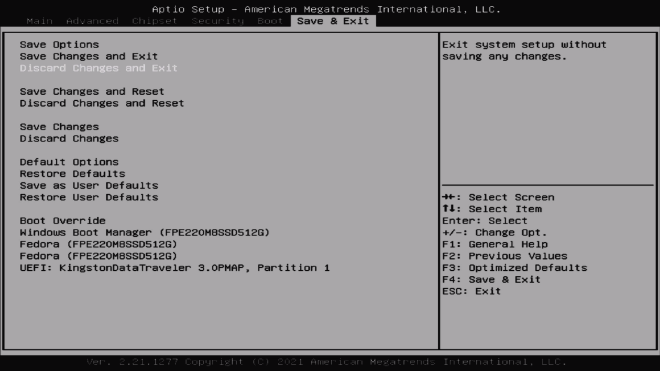 Aptio Setup - American Megatrends International, LLC.
Main Advanced Chipset Security Boot Save & Exit
Save Options
Save Changes and Exit
Discard Changes and Exit
Save Changes and Reset
Discard Changes and Reset
Save Changes
Discard Changes
Default Options
Restore Defaults
Save as User Defaults
Restore User Defaults
Boot Override
Windows Boot Manager (FPE220M8SSD512G)
Fedora (FPE220M8SSD512G)
Fedora (FPE220M8SSD512G)
UEFI: KingstonDataTraveler 3.0PMAP, Partition 1
Exit system setup without
saving any changes.
→←: Select Screen
↑↓: Select Item
Enter: Select
+/-: Change Opt.
F1: General Help
F2: Previous Values
F3: Optimized Defaults
F4: Save & Exit
ESC: Exit
Ver. 2.21.1277 Copyright (C) 2021 American Megatrends International, LLC.